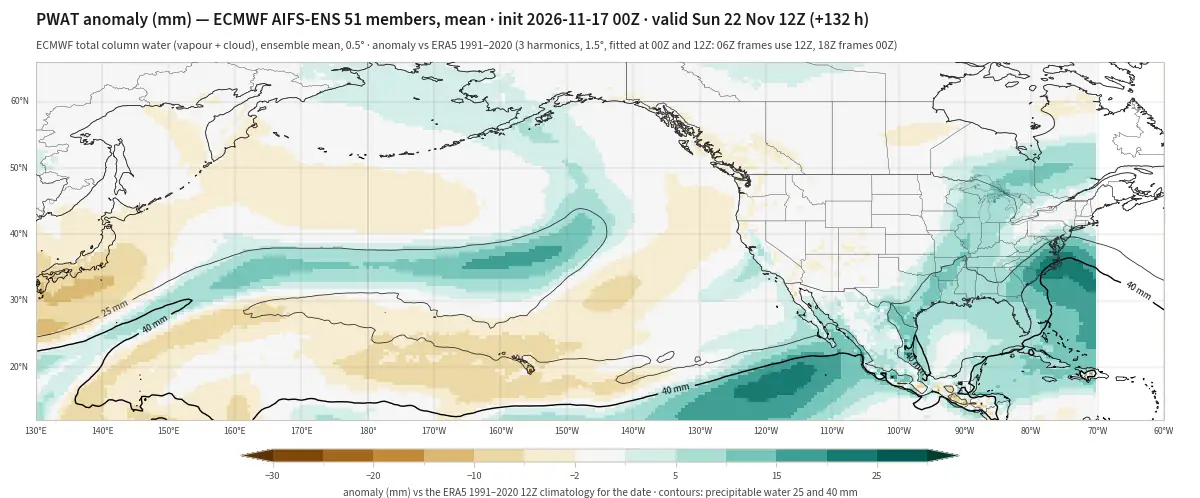 PWAT anomaly (mm) — ECMWF AIFS-ENS 51 members, mean · init 2026-11-17 00Z · valid Sun 22 Nov 12Z (+132 h)
ECMWF total column water (vapour + cloud), ensemble mean, 0.5° · anomaly vs ERA5 1991–2020 (3 harmonics, 1.5°, fitted at 00Z and 12Z: 06Z frames use 12Z, 18Z frames 00Z)
60°N
50°N
40°N
30°N
20°N
25 mm
40 mm
40 mm
40 mm
130°E 140°E 150°E 160°E 170°E 180° 170°W 160°W 150°W 140°W 130°W 120°W 110°W 100°W 90°W 80°W 70°W 60°W
−30 −20 −10 −2 5 15 25
anomaly (mm) vs the ERA5 1991–2020 12Z climatology for the date · contours: precipitable water 25 and 40 mm